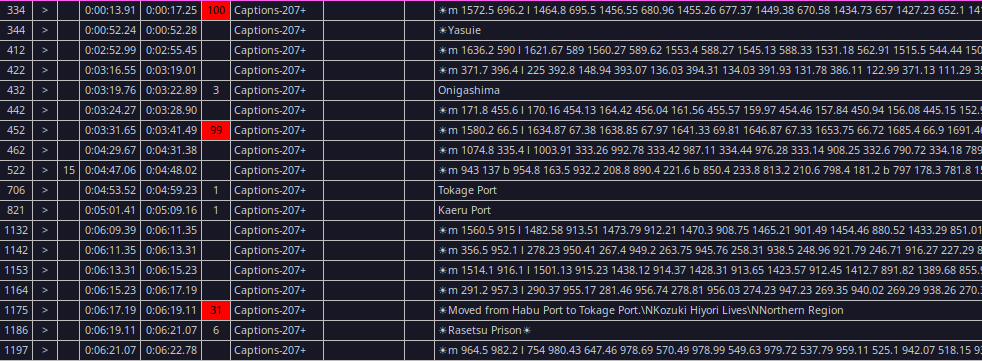 334 > 0:00:13.91 0:00:17.25 100 Captions-207+ ☀m 1572.5 696.2 l 1464.8 695.5 1456.55 680.96 1455.26 677.37 1449.38 670.58 1434.73 657 1427.23 652.1 14
344 > 0:00:52.24 0:00:52.28 Captions-207+ ☀Yasuie
412 > 0:02:52.99 0:02:55.45 Captions-207+ ☀m 1636.2 590 l 1621.67 589 1560.27 589.62 1553.4 588.27 1545.13 588.33 1531.18 562.91 1515.5 544.44 150
422 > 0:03:16.55 0:03:19.01 Captions-207+ ☀m 371.7 396.4 l 225 392.8 148.94 393.07 136.03 394.31 134.03 391.93 131.78 386.11 122.99 371.13 111.29 35
432 > 0:03:19.76 0:03:22.89 3 Captions-207+ Onigashima
442 > 0:03:24.27 0:03:28.90 Captions-207+ ☀m 171.8 455.6 l 170.16 454.13 164.42 456.04 161.56 455.57 159.97 454.46 157.84 450.94 156.08 445.15 152.
452 > 0:03:31.65 0:03:41.49 99 Captions-207+ ☀m 1580.2 66.5 l 1634.87 67.38 1638.85 67.97 1641.33 69.81 1646.87 67.33 1653.75 66.72 1685.4 66.9 1691.4
462 > 0:04:29.67 0:04:31.38 Captions-207+ ☀m 1074.8 335.4 l 1003.91 333.26 992.78 333.42 987.11 334.44 976.28 333.14 908.25 332.6 790.72 334.18 789
522 > 15 0:04:47.06 0:04:48.02 Captions-207+ ☀m 943 137 b 954.8 163.5 932.2 208.8 890.4 221.6 b 850.4 233.8 813.2 210.6 798.4 181.2 b 797 178.3 781.8 15
706 > 0:04:53.52 0:04:59.23 1 Captions-207+ Tokage Port
821 > 0:05:01.41 0:05:09.16 1 Captions-207+ Kaeru Port
1132 > 0:06:09.39 0:06:11.35 Captions-207+ ☀m 1560.5 915 l 1482.58 913.51 1473.79 912.21 1470.3 908.75 1465.21 901.49 1454.46 880.52 1433.29 851.01
1142 > 0:06:11.35 0:06:13.31 Captions-207+ ☀m 356.5 952.1 l 278.23 950.41 267.4 949.2 263.75 945.76 258.31 938.5 248.96 921.79 246.71 916.27 227.29 8
1153 > 0:06:13.31 0:06:15.23 Captions-207+ ☀m 1514.1 916.1 l 1501.13 915.23 1438.12 914.37 1428.31 913.65 1423.57 912.45 1412.7 891.82 1389.68 855.
1164 > 0:06:15.23 0:06:17.19 Captions-207+ ☀m 291.2 957.3 l 290.37 955.17 281.46 956.74 278.81 956.03 274.23 947.23 269.35 940.02 269.29 938.26 270.
1175 > 0:06:17.19 0:06:19.11 31 Captions-207+ ☀Moved from Habu Port to Tokage Port.\NKozuki Hiyori Lives\NNorthern Region
1186 > 0:06:19.11 0:06:21.07 6 Captions-207+ ☀Rasetsu Prison☀
1197 > 0:06:21.07 0:06:22.78 Captions-207+ ☀m 964.5 982.2 l 754 980.43 647.46 978.69 570.49 978.99 549.63 979.72 537.79 959.11 525.1 942.07 518.15 93